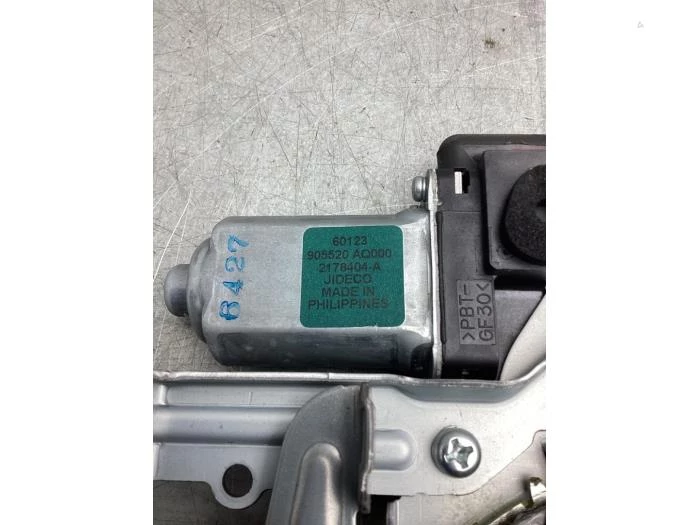 8427
60123
905520 AQ000
2178404-A
JIDECO
MADE IN
PHILIPPINES
>PBT-
GF30<